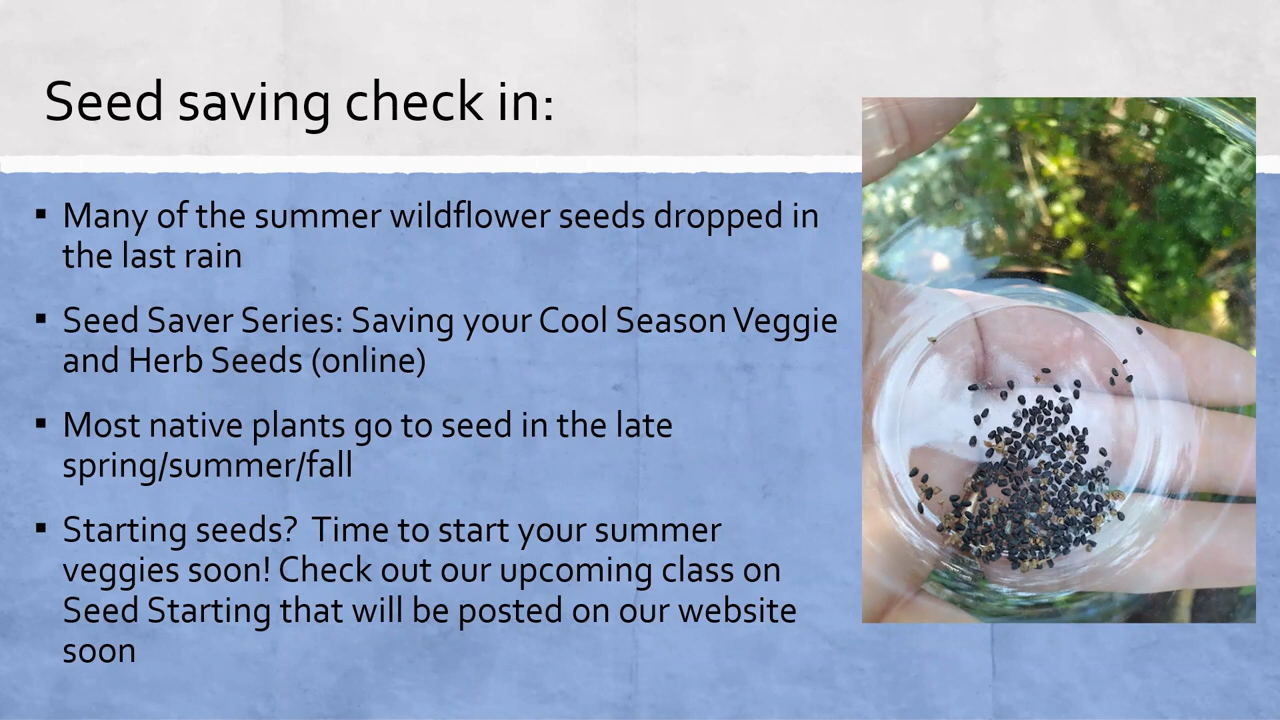 Seed saving check in:
▪ Many of the summer wildflower seeds dropped in
the last rain
▪ Seed Saver Series: Saving your Cool Season Veggie
and Herb Seeds (online)
▪ Most native plants go to seed in the late
spring/summer/fall
▪ Starting seeds?  Time to start your summer
veggies soon! Check out our upcoming class on
Seed Starting that will be posted on our website
soon